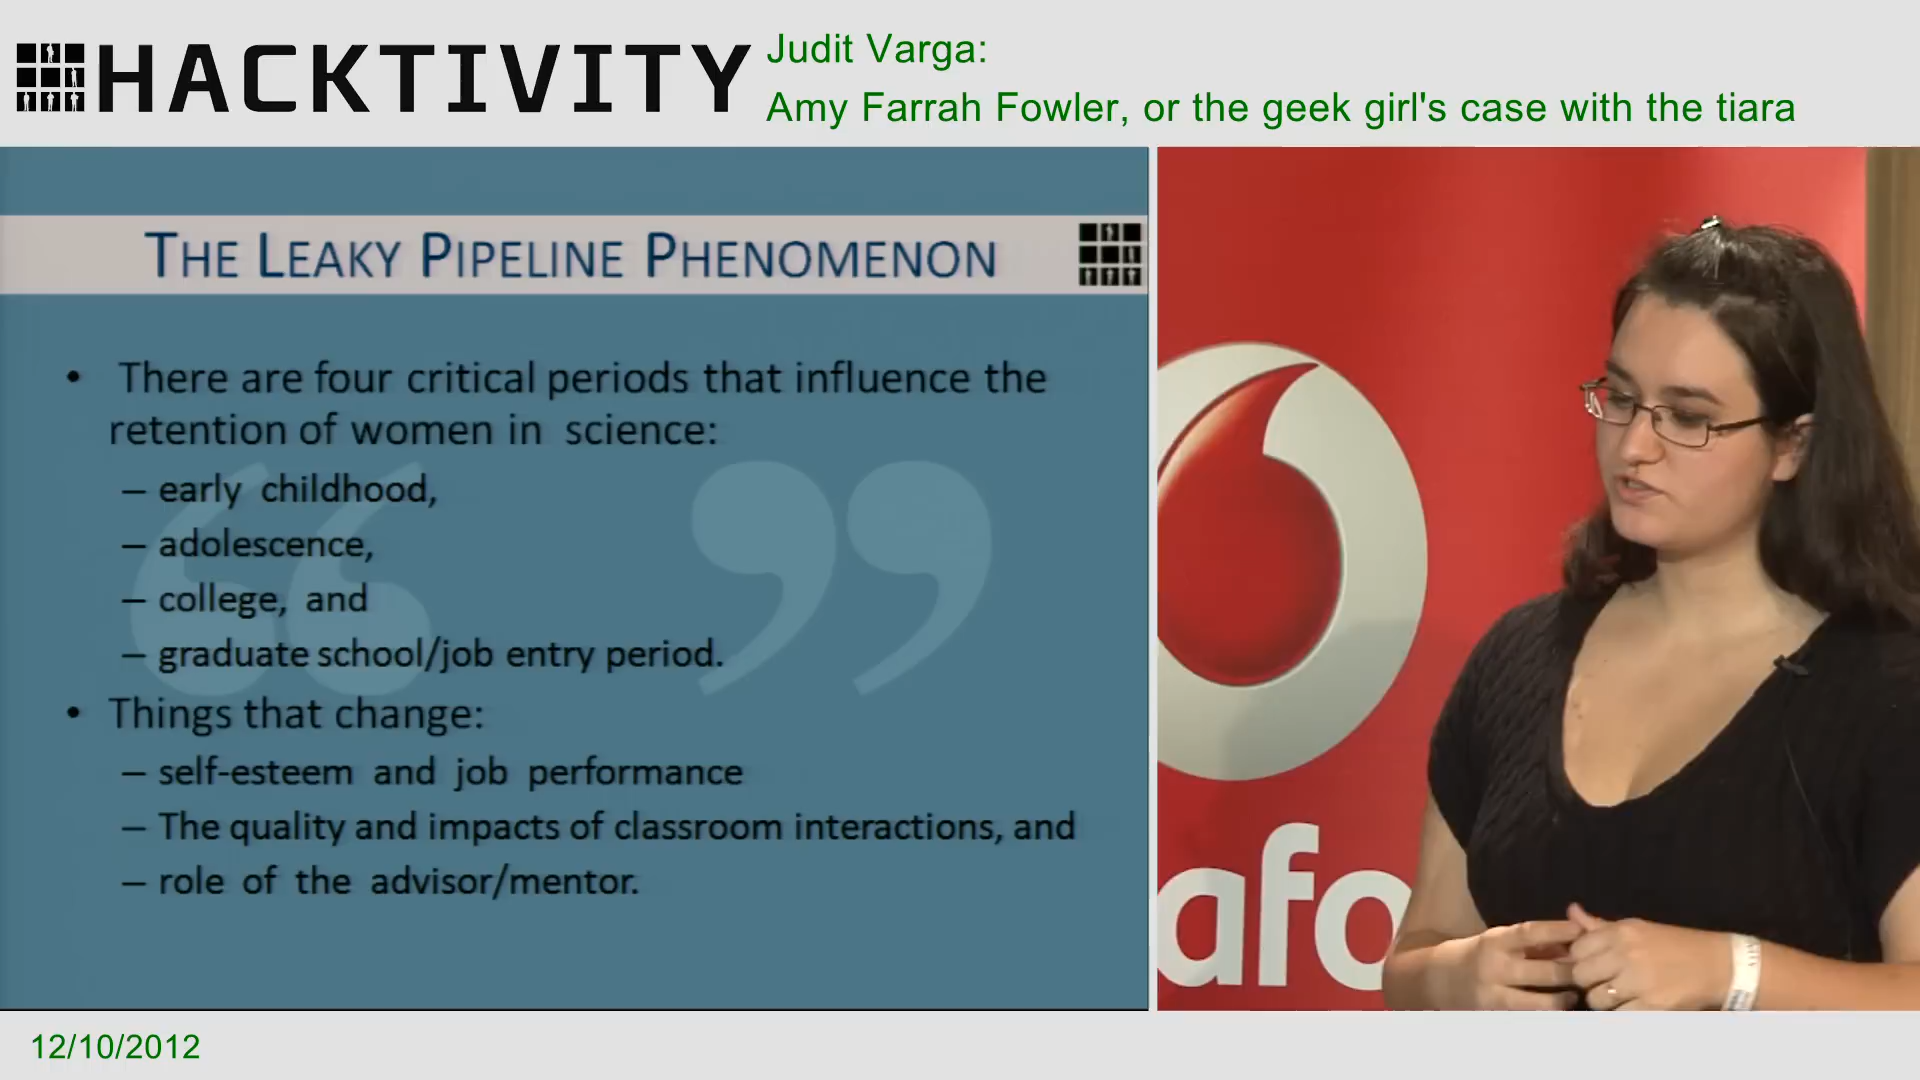 HACKTIVITY
Judit Varga:
Amy Farrah Fowler, or the geek girl's case with the tiara
THE LEAKY PIPELINE PHENOMENON
• There are four critical periods that influence the
retention of women in science:
– early childhood,
– adolescence,
– college, and
– graduate school/job entry period.
• Things that change:
– self-esteem and job performance
– The quality and impacts of classroom interactions, and
– role of the advisor/mentor.
afo
12/10/2012